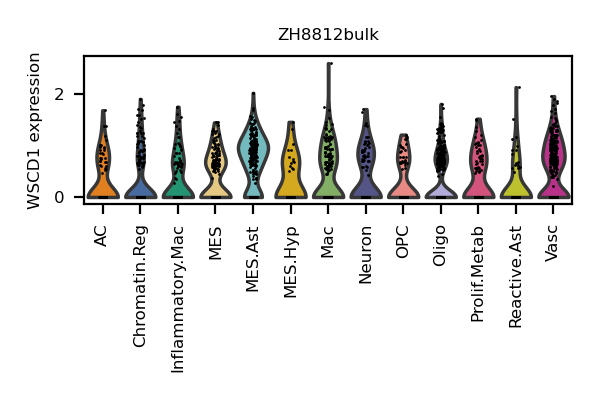 ZH8812bulk
WSCD1 expression
2
0
AC
Chromatin.Reg
Inflammatory.Mac
MES
MES.Ast
MES.Hyp
Mac
Neuron
OPC
Oligo
Prolif.Metab
Reactive.Ast
Vasc